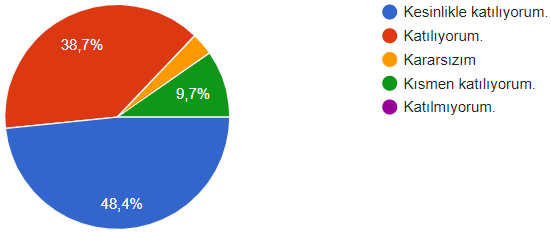 Kesinlikle katılıyorum.
Katılıyorum.
Kararsızım
Kısmen katılıyorum.
Katılmıyorum.
38,7%
9,7%
48,4%